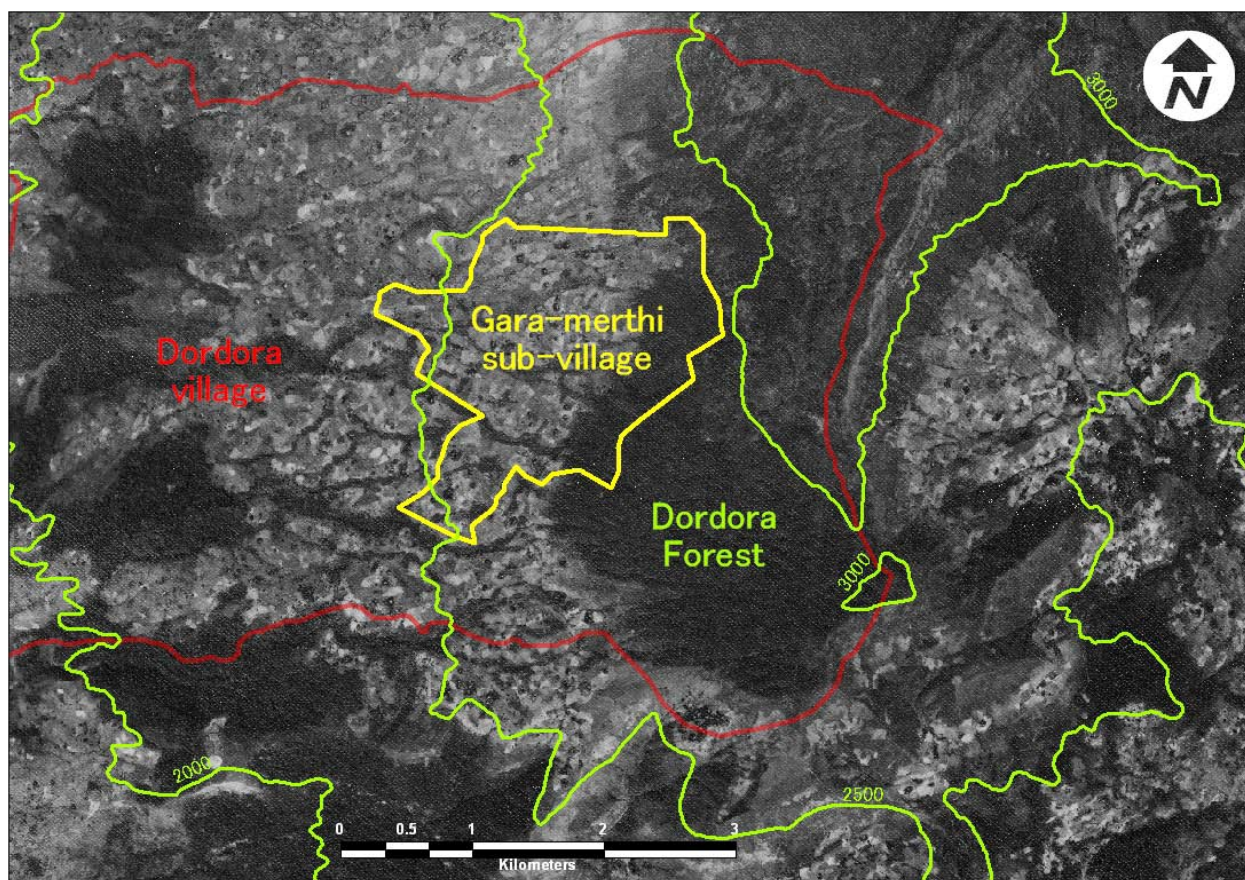 N
3000
Gara-merthi
sub-village
Dordora
village
Dordora
Forest
3000
2000
2500
0 0.5 1 2 3
Kilometers